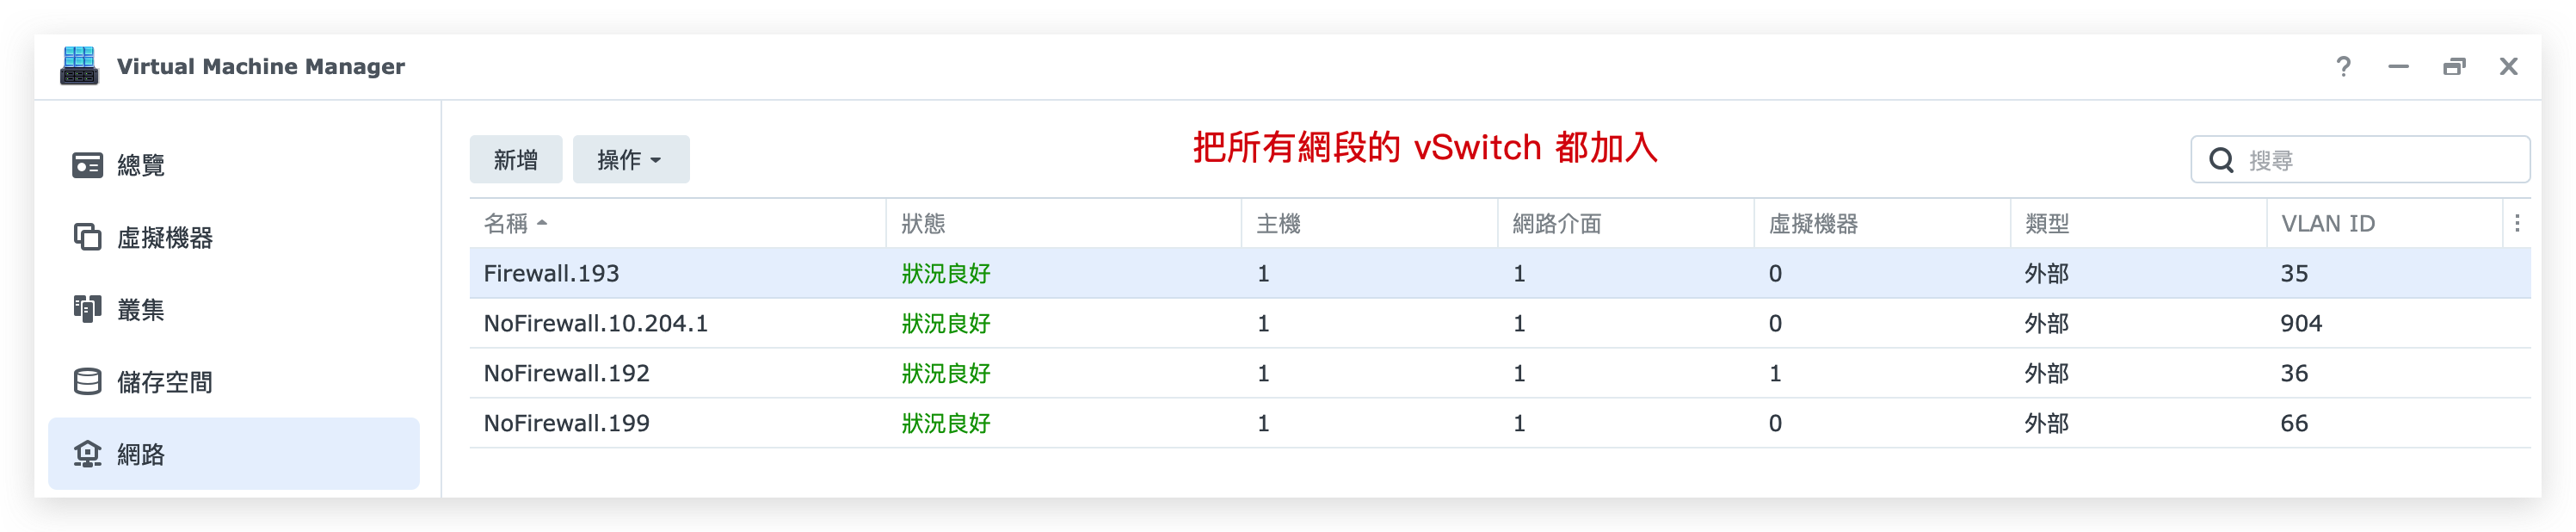 Virtual Machine Manager
總覽
虛擬機器
叢集
儲存空間
網路
新增 操作
把所有網段的 vSwitch 都加入
搜尋
名稱 狀態 主機 網路介面 虛擬機器 類型 VLAN ID
Firewall.193 狀況良好 1 1 0 外部 35
NoFirewall.10.204.1 狀況良好 1 1 0 外部 904
NoFirewall.192 狀況良好 1 1 1 外部 36
NoFirewall.199 狀況良好 1 1 0 外部 66